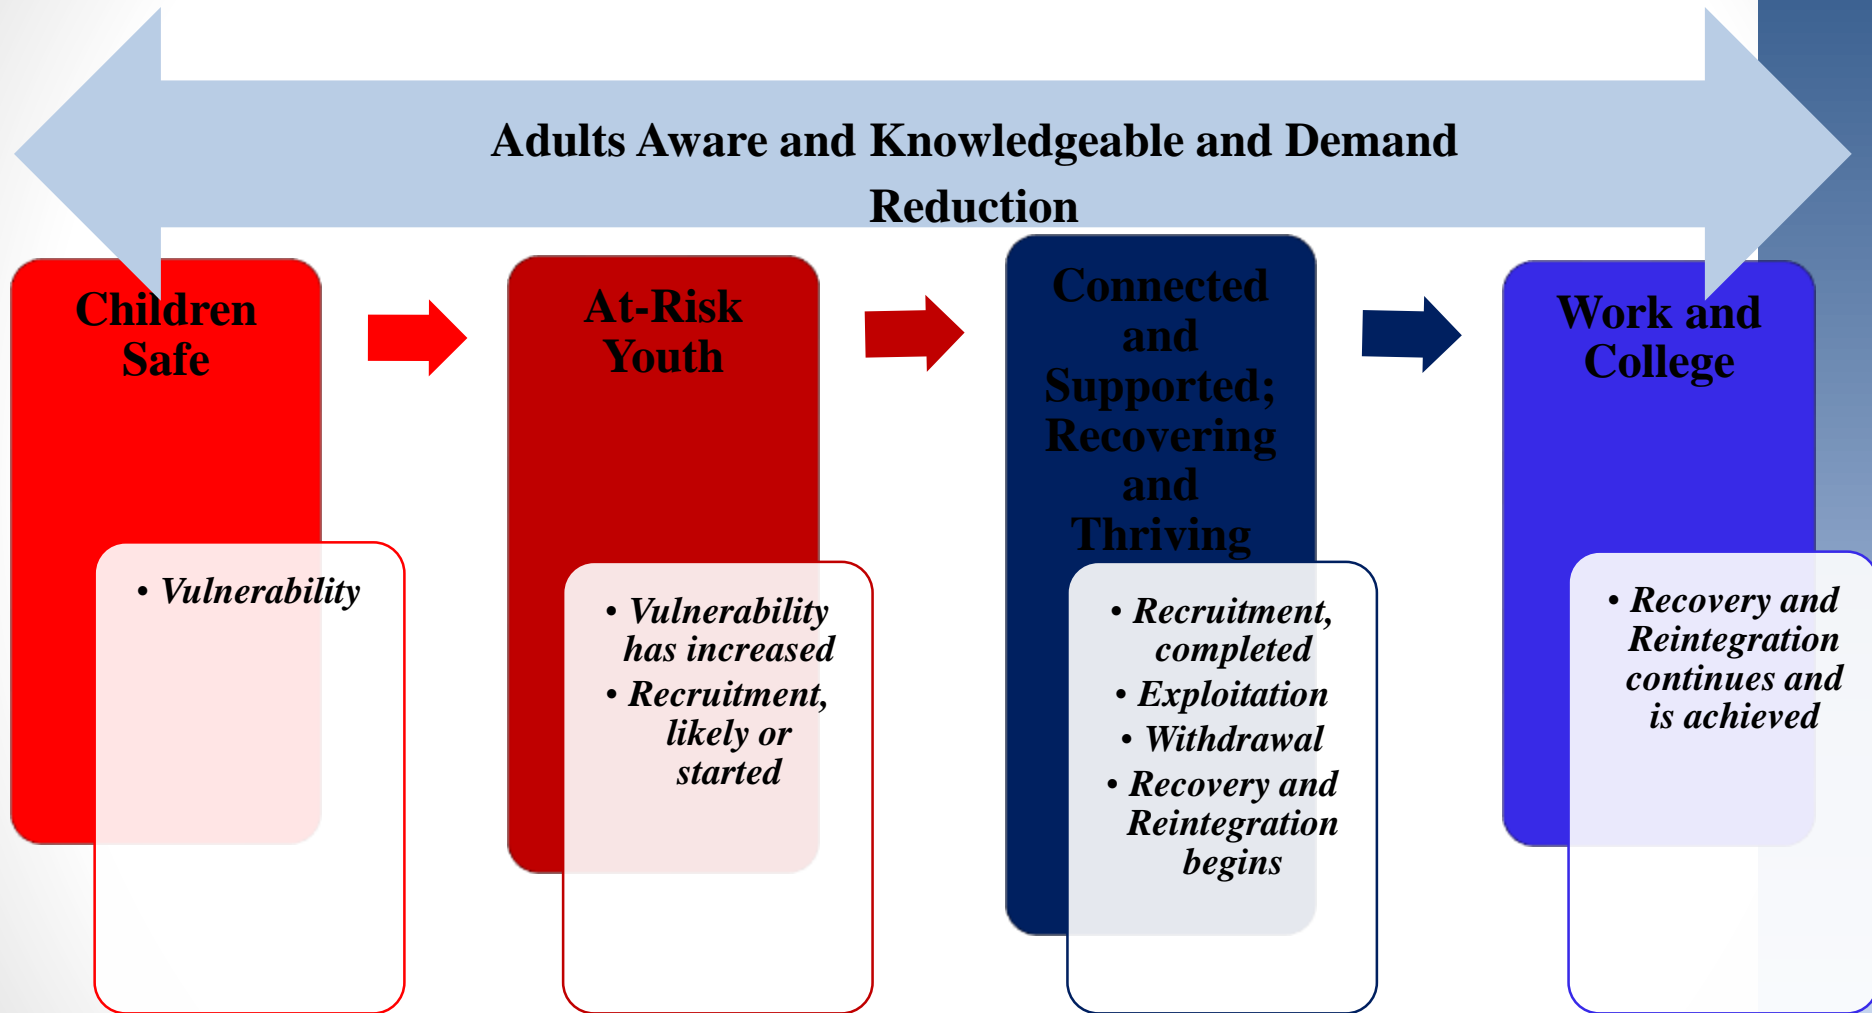 Adults Aware and Knowledgeable and Demand
Reduction
Children
Safe
• Vulnerability
At-Risk
Youth
• Vulnerability
has increased
• Recruitment,
likely or
started
Connected
and
Supported;
Recovering
and
Thriving
• Recruitment,
completed
• Exploitation
• Withdrawal
• Recovery and
Reintegration
begins
Work and
College
• Recovery and
Reintegration
continues and
is achieved